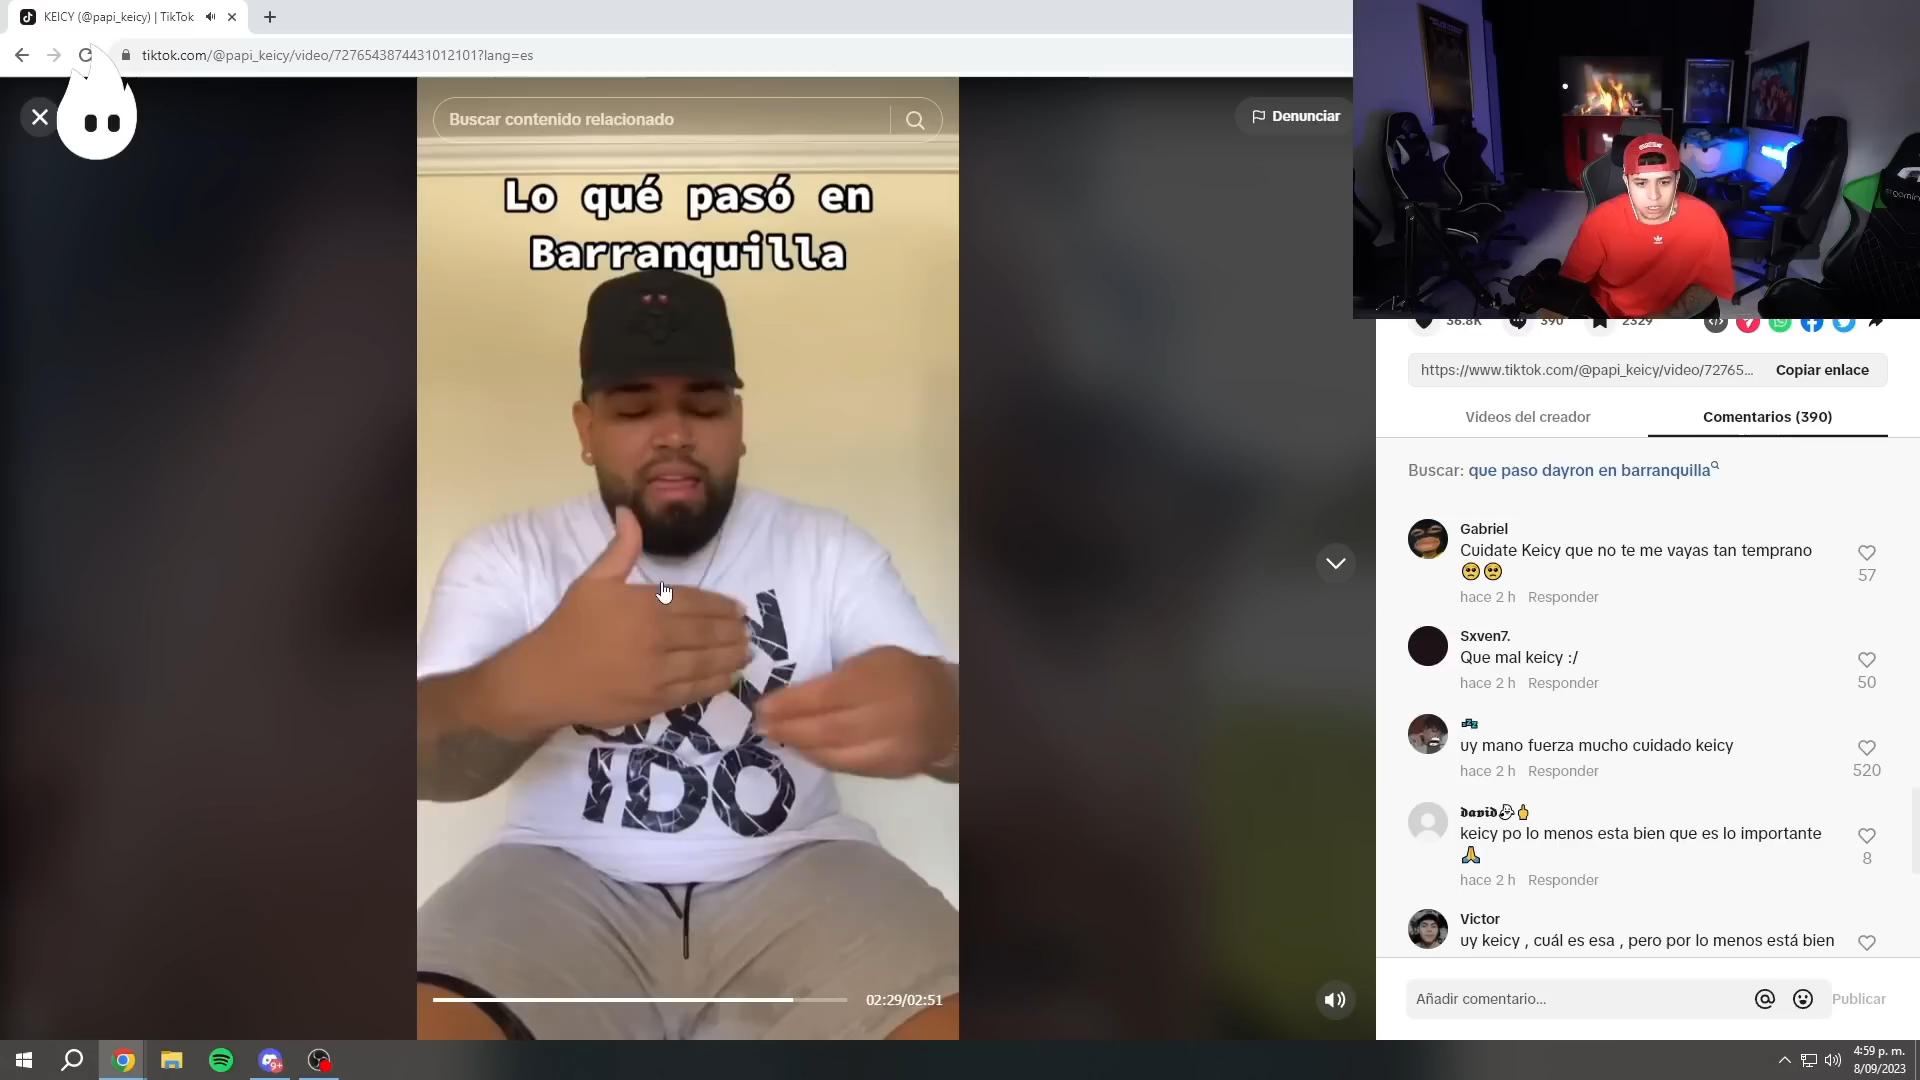 KEICY (@papi_keicy) | TikTok
tiktok.com/@papi_keicy/video/7276543874431012101?lang=es
Buscar contenido relacionado
Denunciar
Lo qué pasó en
Barranquilla
IDO
02:29/02:51
36.8K
390
2329
https://www.tiktok.com/@papi_keicy/video/72765...
Copiar enlace
Videos del creador
Comentarios (390)
Buscar: que paso dayron en barranquilla
Gabriel
Cuidate Keicy que no te me vayas tan temprano
🥺🥺
57
hace 2 h Responder
Sxven7.
Que mal keicy :/
50
hace 2 h Responder
💤
uy mano fuerza mucho cuidado keicy
520
hace 2 h Responder
𝖉𝖆𝖛𝖎𝖉👻🖕
keicy po lo menos esta bien que es lo importante
🙏
8
hace 2 h Responder
Victor
uy keicy , cuál es esa , pero por lo menos está bien
Añadir comentario...
Publicar
9+
4:59 p. m.
8/09/2023